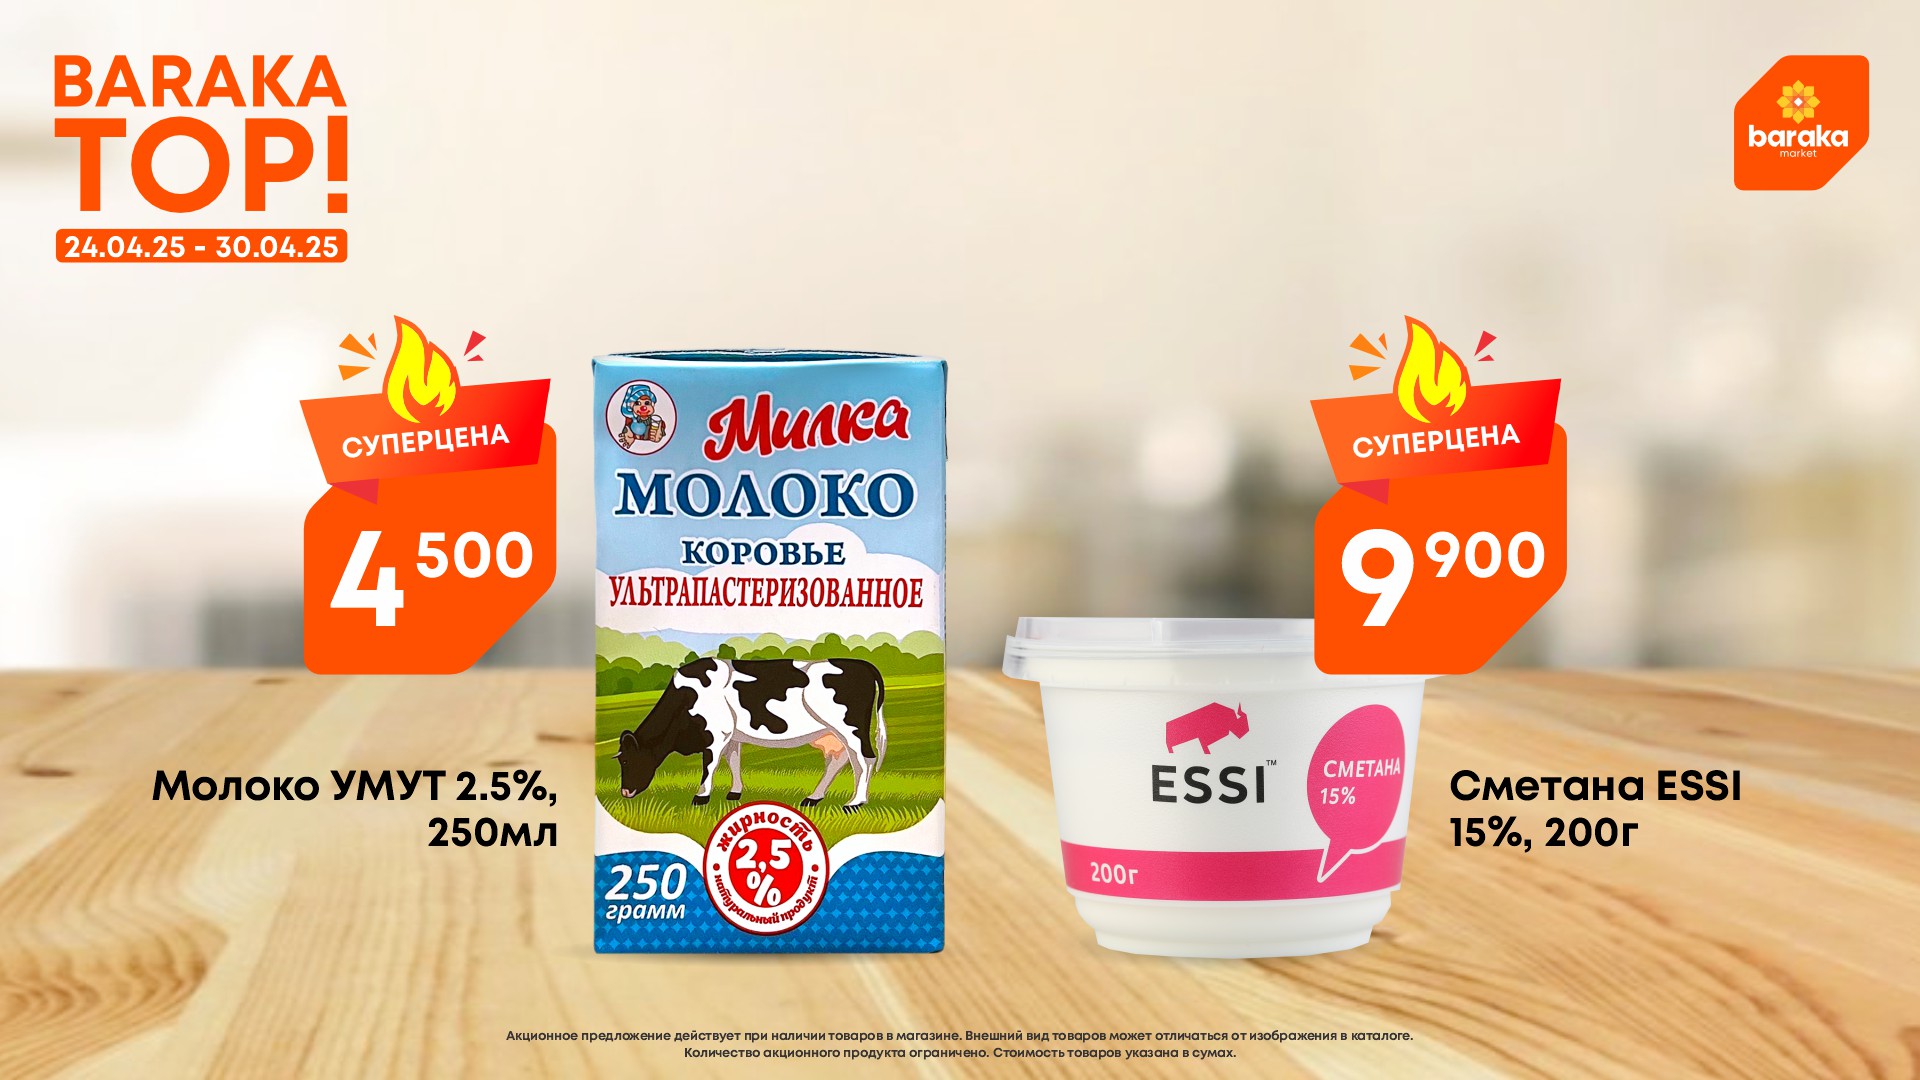 BARAKA
TOP!
24.04.25 - 30.04.25
baraka
market
СУПЕРЦЕНА
4 500
Милка
МОЛОКО
КОРОВЬЕ
УЛЬТРАПАСТЕРИЗОВАННОЕ
жирность
2,5
%
натуральный продукт
250
грамм
Молоко УМУТ 2.5%,
250мл
СУПЕРЦЕНА
9 900
ESSI™
СМЕТАНА
15%
200г
Сметана ESSI
15%, 200г
Акционное предложение действует при наличии товаров в магазине. Внешний вид товаров может отличаться от изображения в каталоге.
Количество акционного продукта ограничено. Стоимость товаров указана в сумах.